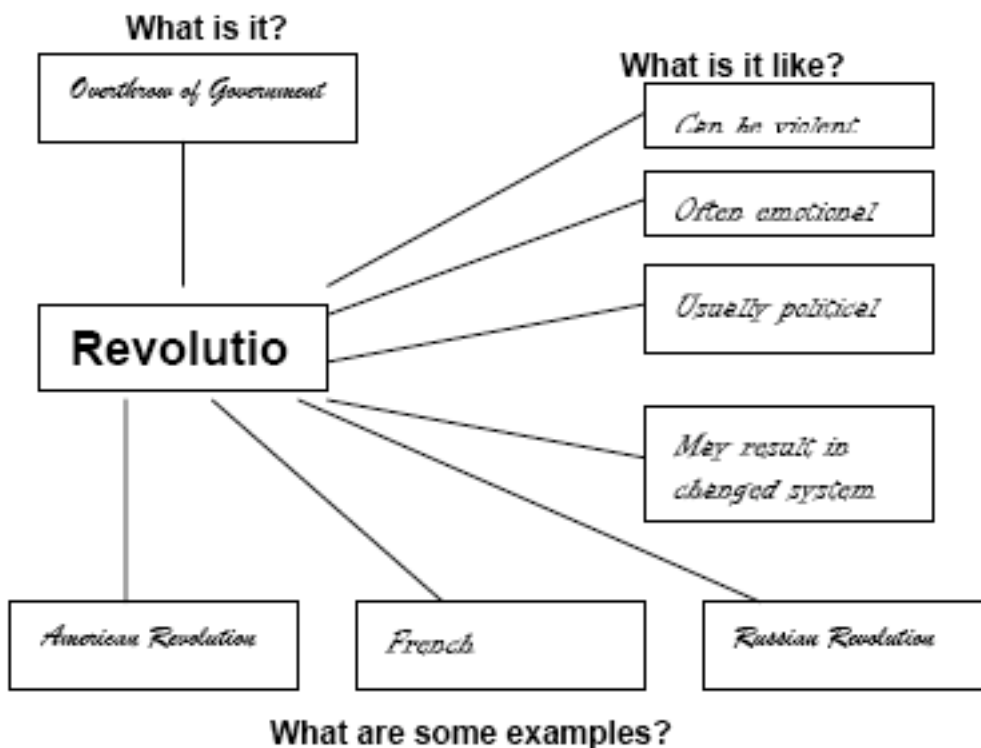 What is it?
Overthrow of Government
What is it like?
Can be violent
Often emotional
Usually political
Revolutio
May result in
changed system
American Revolution
French
Russian Revolution
What are some examples?